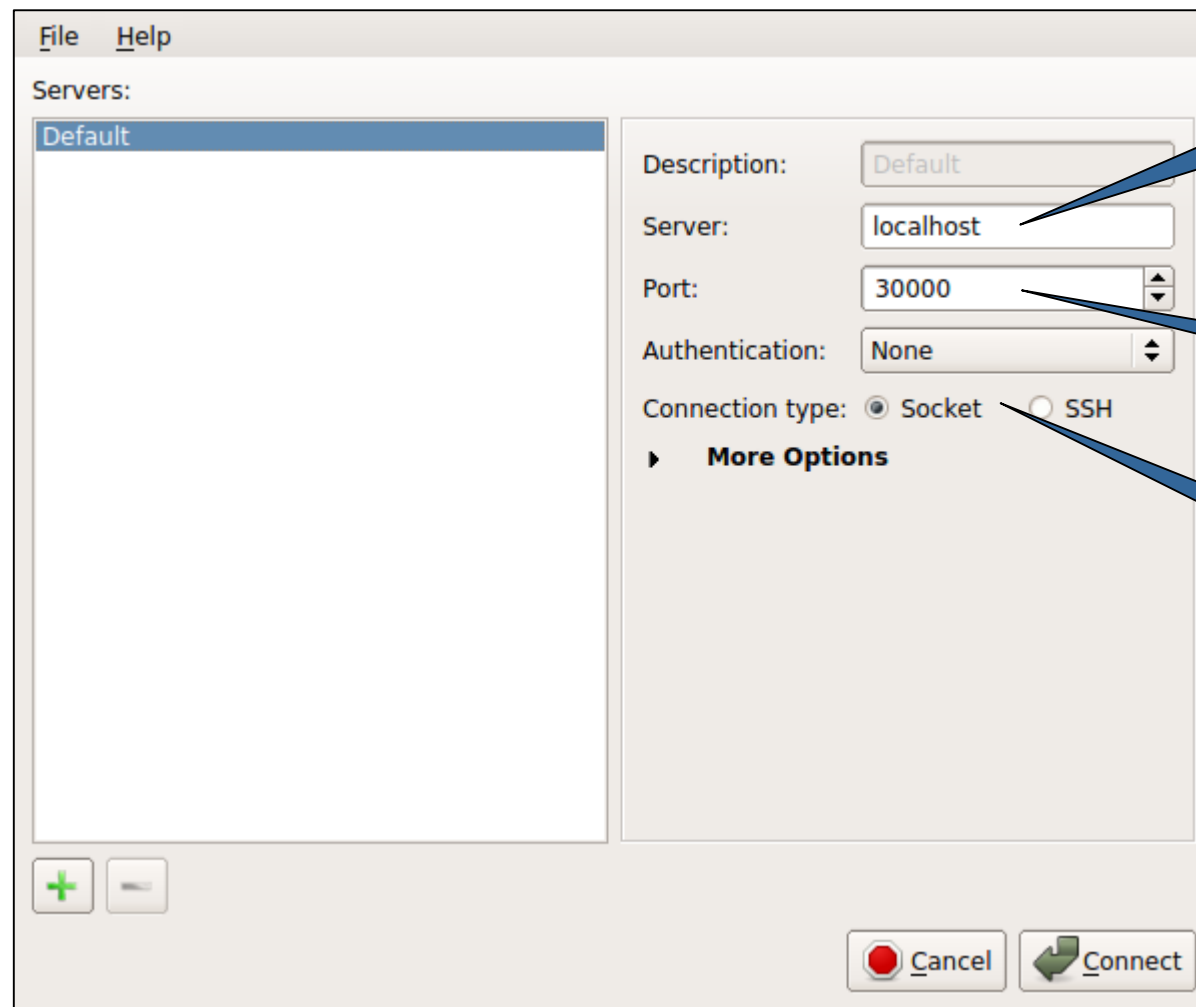 File Help
Servers:
Default
Description: Default
Server: localhost
Port: 30000
Authentication: None
Connection type: Socket SSH
More Options
Cancel Connect